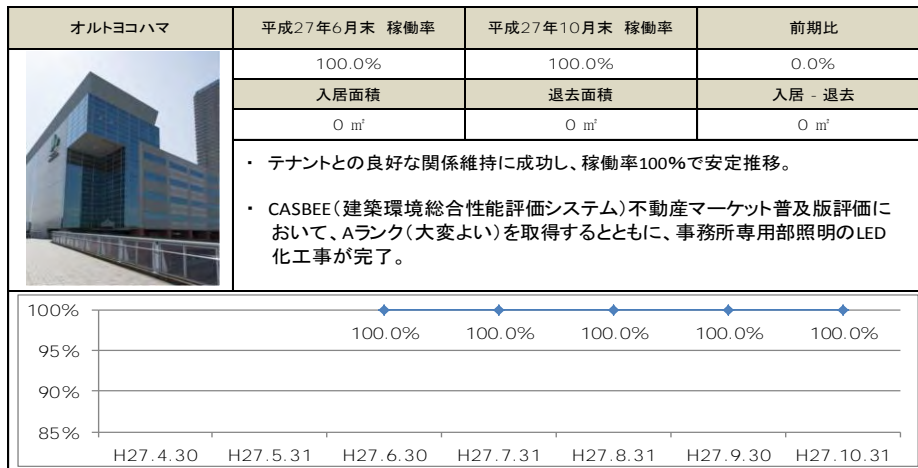 オルトヨコハマ 平成27年6月末 稼働率 平成27年10月末 稼働率 前期比
100.0% 100.0% 0.0%
入居面積 退去面積 入居 - 退去
0 ㎡ 0 ㎡ 0 ㎡
・ テナントとの良好な関係維持に成功し、稼働率100%で安定推移。
・ CASBEE(建築環境総合性能評価システム)不動産マーケット普及版評価に
おいて、Aランク(大変よい)を取得するとともに、事務所専用部照明のLED
化工事が完了。
100%
100.0% 100.0% 100.0% 100.0% 100.0%
95%
90%
85%
H27.4.30 H27.5.31 H27.6.30 H27.7.31 H27.8.31 H27.9.30 H27.10.31